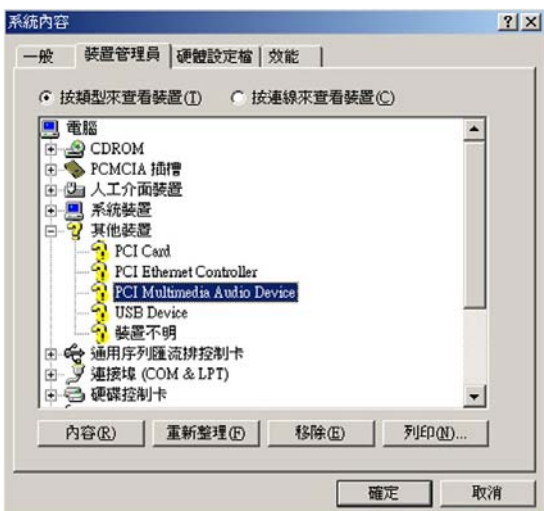 系統內容
一般 裝置管理員 硬體設定檔 效能
按類型來查看裝置(T) 按連線來查看裝置(C)
電腦
CDROM
PCMCIA 插槽
人工介面裝置
系統裝置
其他裝置
PCI Card
PCI Ethernet Controller
PCI Multimedia Audio Device
USB Device
裝置不明
通用序列匯流排控制卡
連接埠 (COM & LPT)
硬碟控制卡
內容(R) 重新整理(F) 移除(E) 列印(N)...
確定 取消